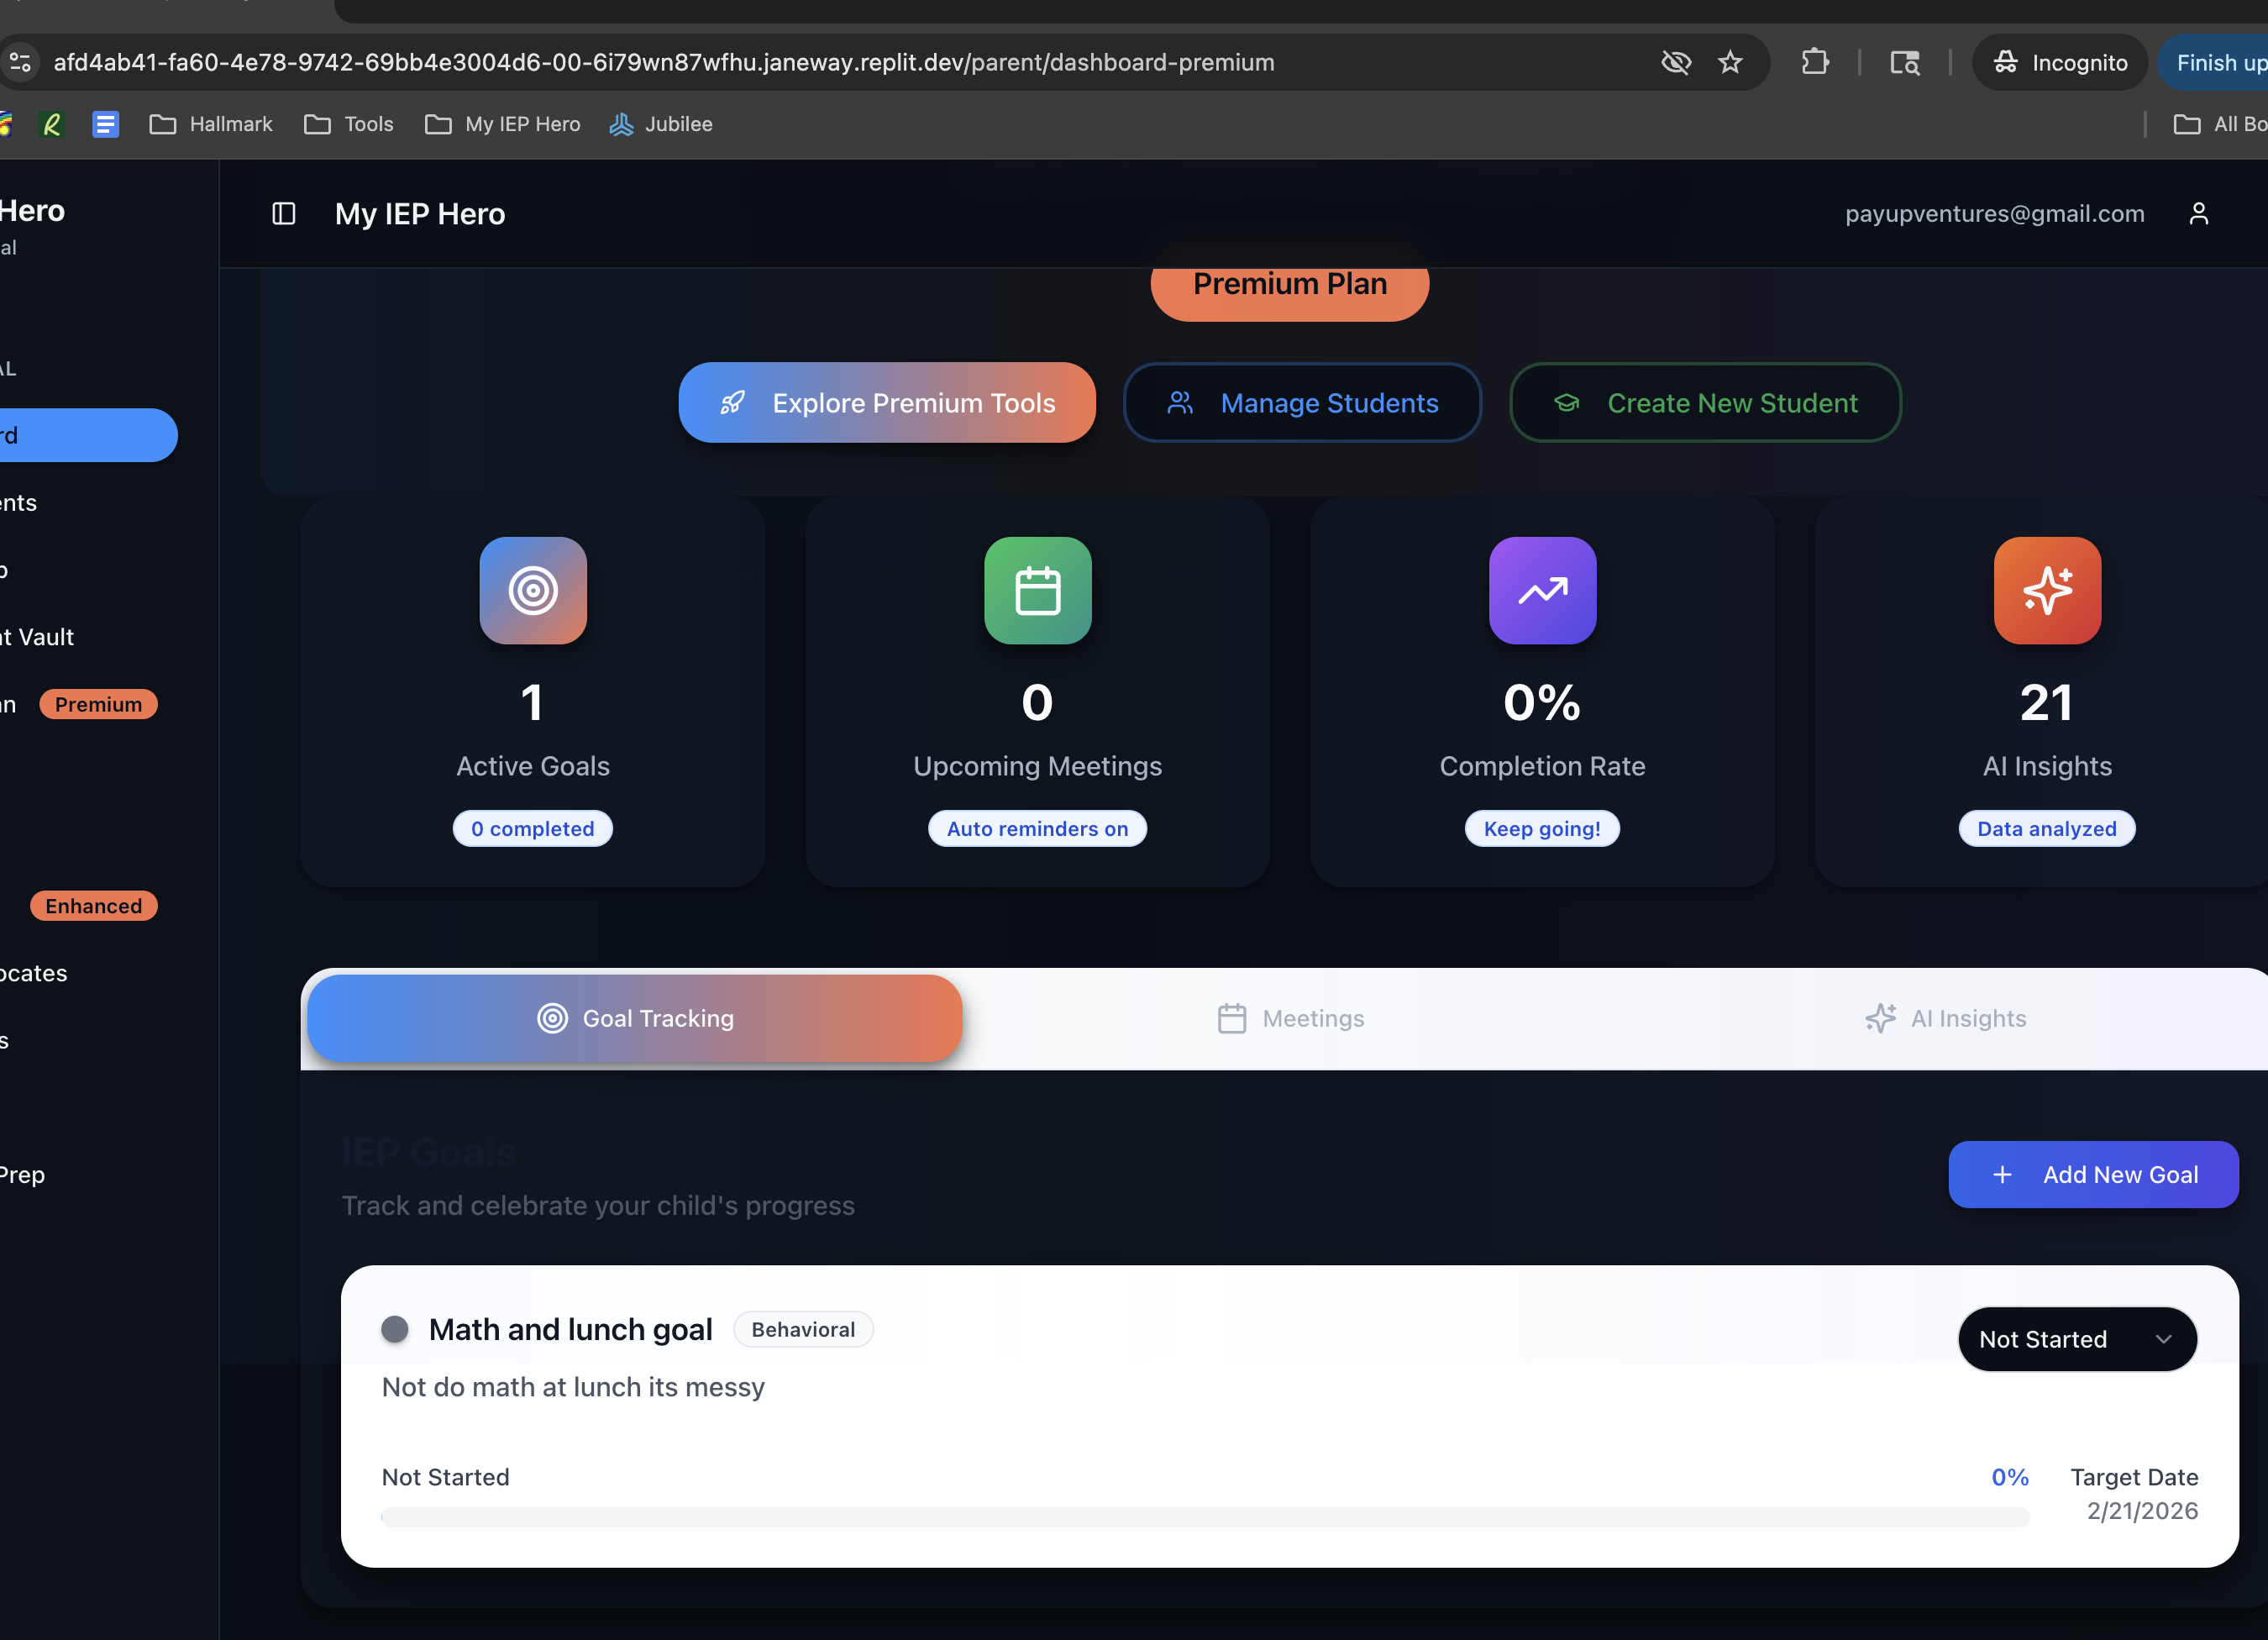 afd4ab41-fa60-4e78-9742-69bb4e3004d6-00-6i79wn87wfhu.janeway.replit.dev/parent/dashboard-premium
Incognito
Finish up
Hallmark
Tools
My IEP Hero
Jubilee
All Bo
Hero
al
My IEP Hero
payupventures@gmail.com
AL
rd
ents
p
nt Vault
an
Premium
Enhanced
ocates
s
Prep
Premium Plan
Explore Premium Tools
Manage Students
Create New Student
1
Active Goals
0 completed
0
Upcoming Meetings
Auto reminders on
0%
Completion Rate
Keep going!
21
AI Insights
Data analyzed
Goal Tracking
Meetings
AI Insights
IEP Goals
Track and celebrate your child's progress
Add New Goal
Math and lunch goal
Behavioral
Not Started
Not do math at lunch its messy
Not Started
0%
Target Date
2/21/2026